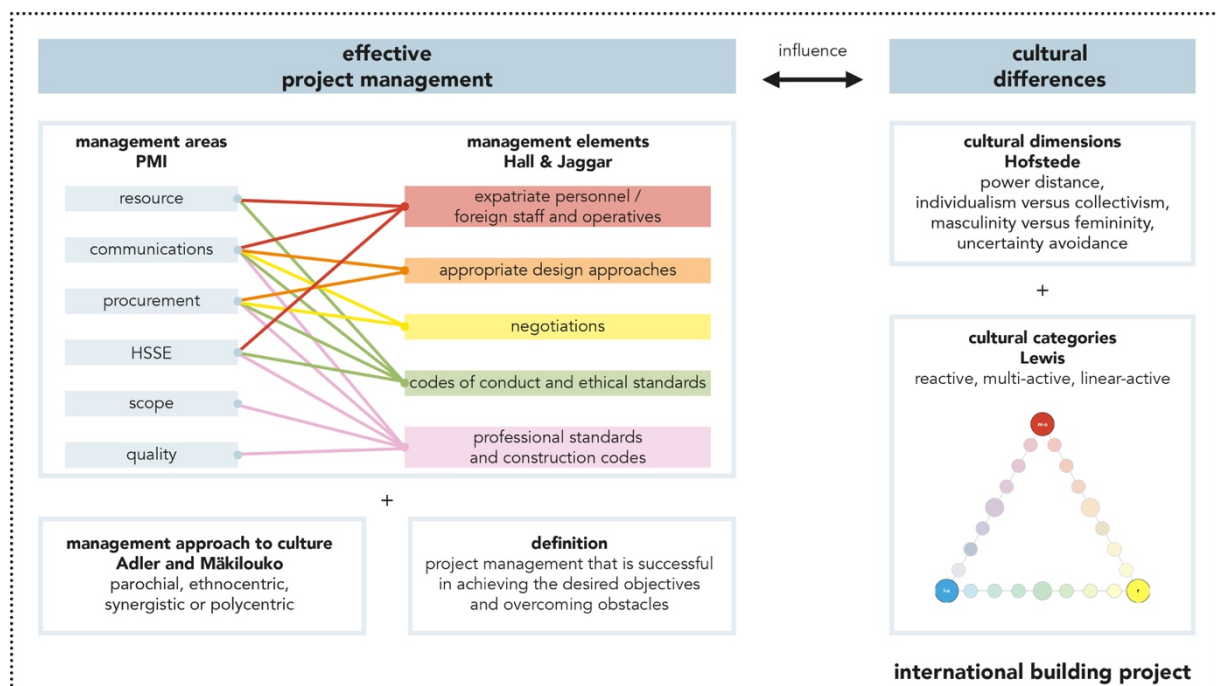 effective
project management
influence
cultural
differences
management areas
PMI
resource
communications
procurement
HSSE
scope
quality
management elements
Hall & Jaggar
expatriate personnel /
foreign staff and operatives
appropriate design approaches
negotiations
codes of conduct and ethical standards
professional standards
and construction codes
+
management approach to culture
Adler and Mäkilouko
parochial, ethnocentric,
synergistic or polycentric
definition
project management that is successful
in achieving the desired objectives
and overcoming obstacles
cultural dimensions
Hofstede
power distance,
individualism versus collectivism,
masculinity versus femininity,
uncertainty avoidance
+
cultural categories
Lewis
reactive, multi-active, linear-active
m-a
l-a
r
international building project